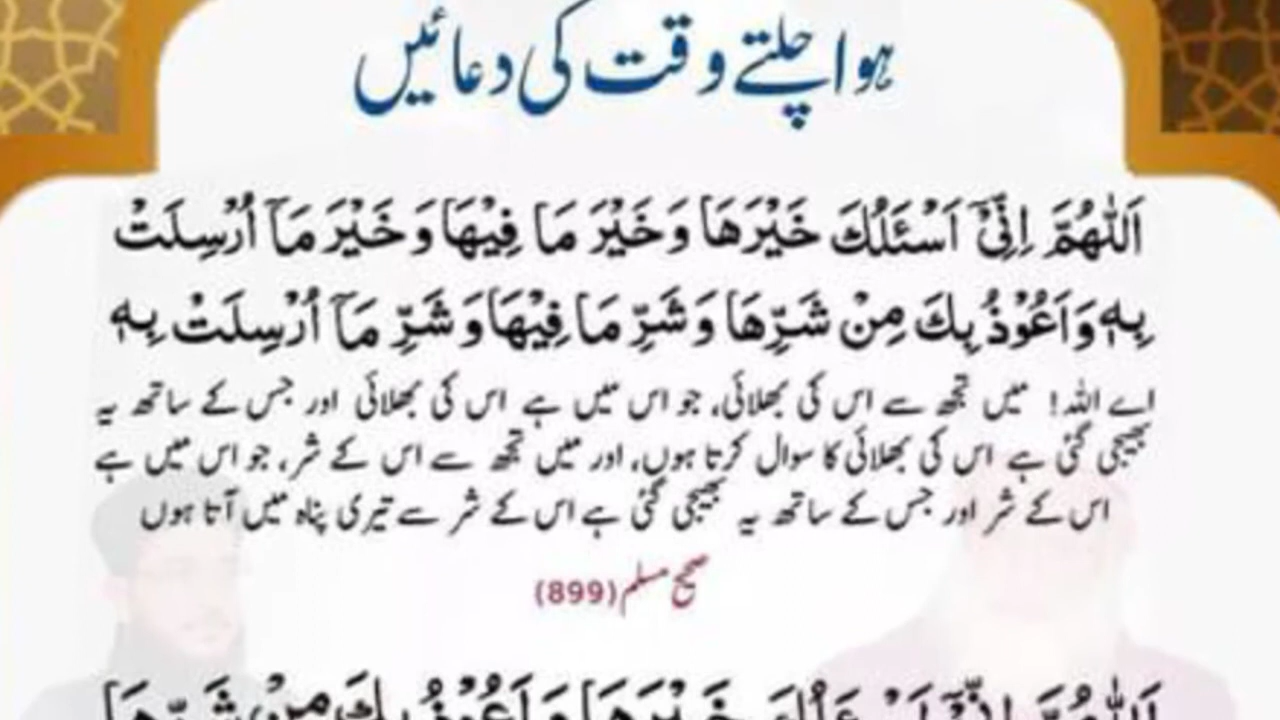 ہوا چلتے وقت کی دعائیں
اَللّٰهُمَّ اِنِّیْۤ اَسْئَلُكَ خَیْرَهَا وَخَیْرَ مَا فِیْهَا وَخَیْرَ مَاۤ اُرْسِلَتْ
بِهٖ وَاَعُوْذُ بِكَ مِنْ شَرِّهَا وَشَرِّ مَا فِیْهَا وَشَرِّ مَاۤ اُرْسِلَتْ بِهٖ
اے اللہ! میں تجھ سے اس کی بھلائی، جو اس میں ہے اس کی بھلائی اور جس کے ساتھ یہ
بھیجی گئی ہے اس کی بھلائی کا سوال کرتا ہوں، اور میں تجھ سے اس کے شر، جو اس میں ہے
اس کے شر اور جس کے ساتھ یہ بھیجی گئی ہے اس کے شر سے تیری پناہ میں آتا ہوں
صحیح مسلم (899)
اَللّٰهُمَّ اِنِّیْۤ اَسْئَلُكَ خَیْرَهَا وَاَعُوْذُ بِكَ مِنْ شَرِّهَا